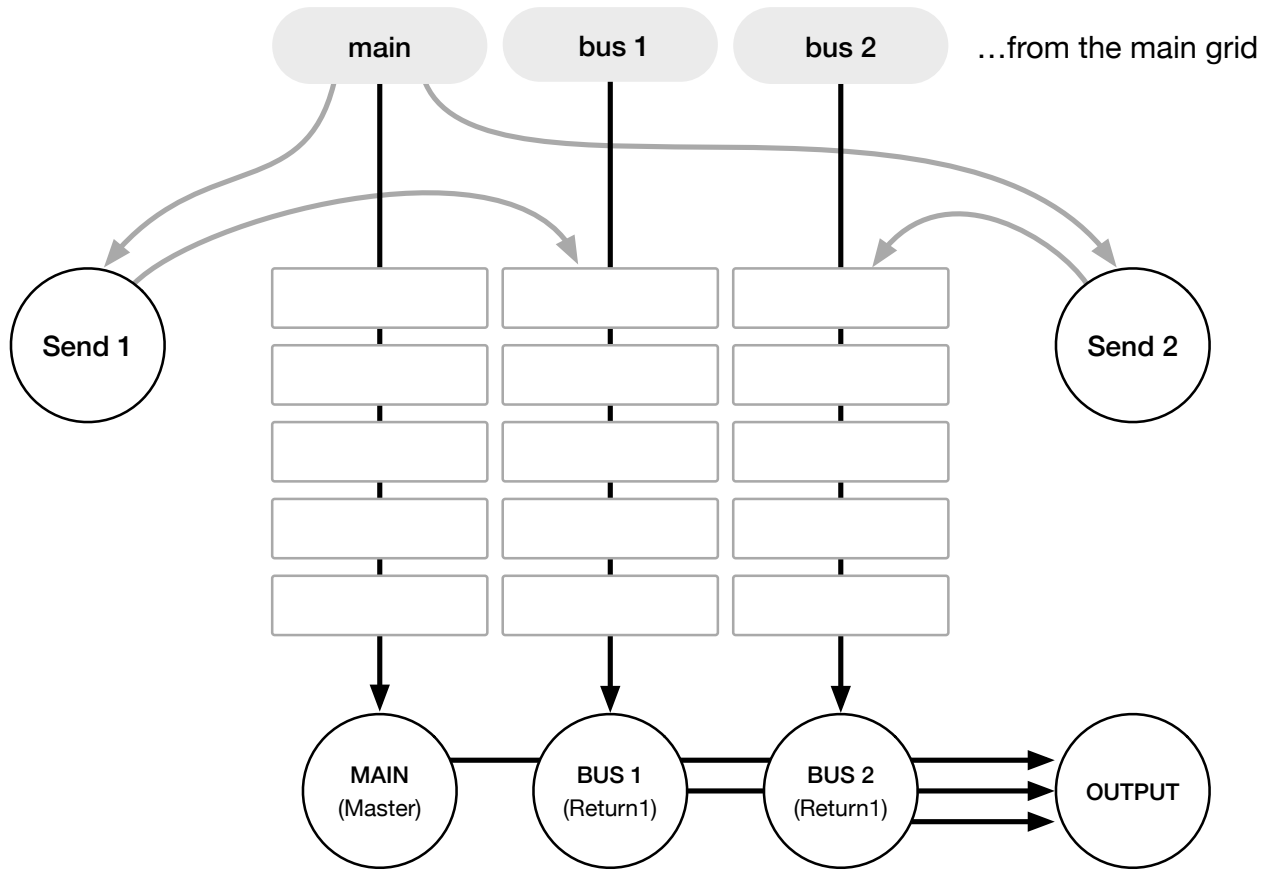 main
bus 1
bus 2
...from the main grid
Send 1
Send 2
MAIN
(Master)
BUS 1
(Return1)
BUS 2
(Return1)
OUTPUT